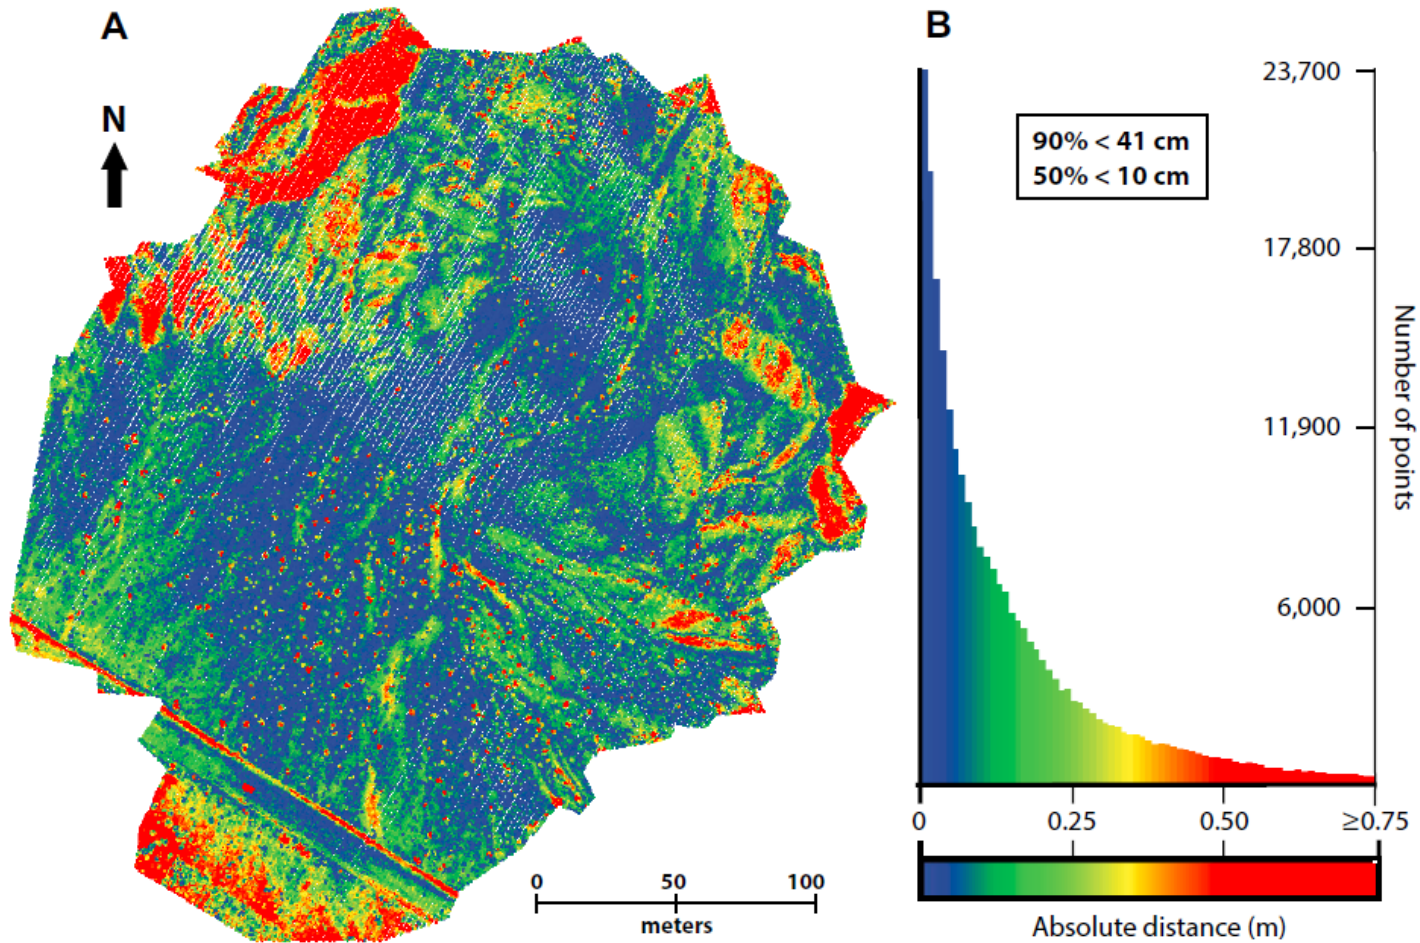 A
N
0 50 100
meters
B
90% < 41 cm
50% < 10 cm
23,700
17,800
11,900
6,000
Number of points
0 0.25 0.50 ≥0.75
Absolute distance (m)